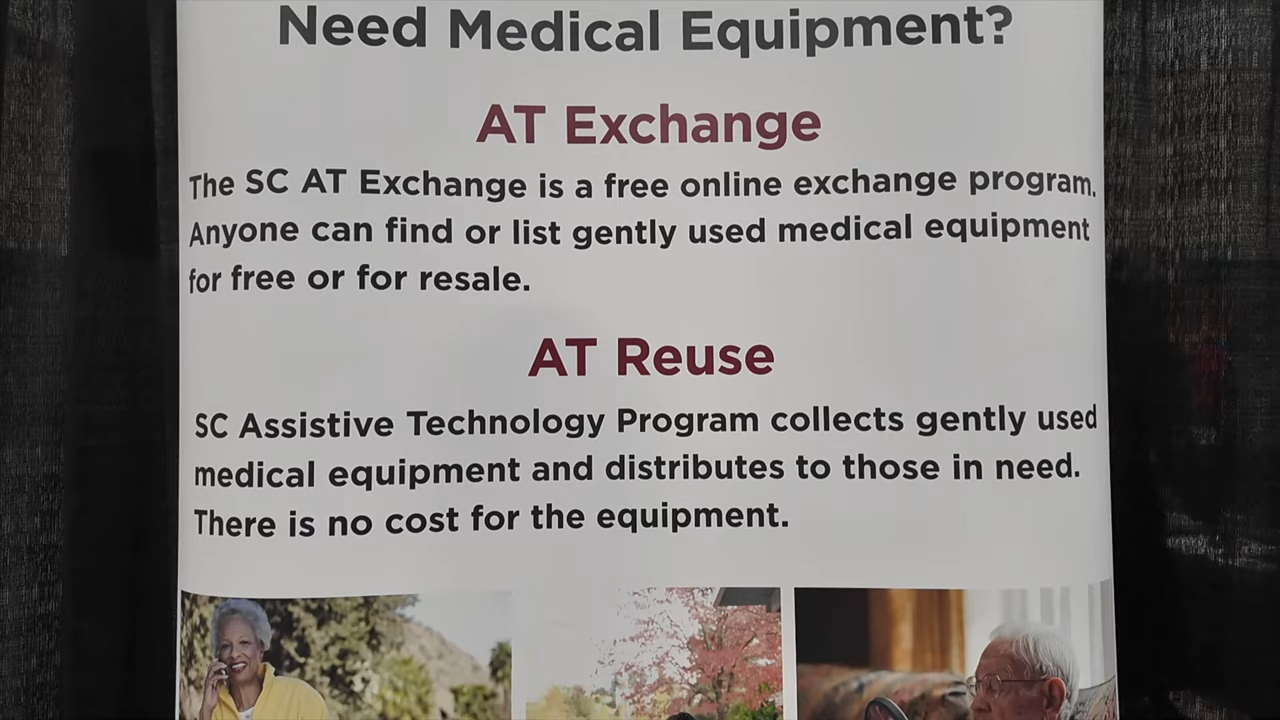 Need Medical Equipment?
AT Exchange
The SC AT Exchange is a free online exchange program.
Anyone can find or list gently used medical equipment
for free or for resale.
AT Reuse
SC Assistive Technology Program collects gently used
medical equipment and distributes to those in need.
There is no cost for the equipment.